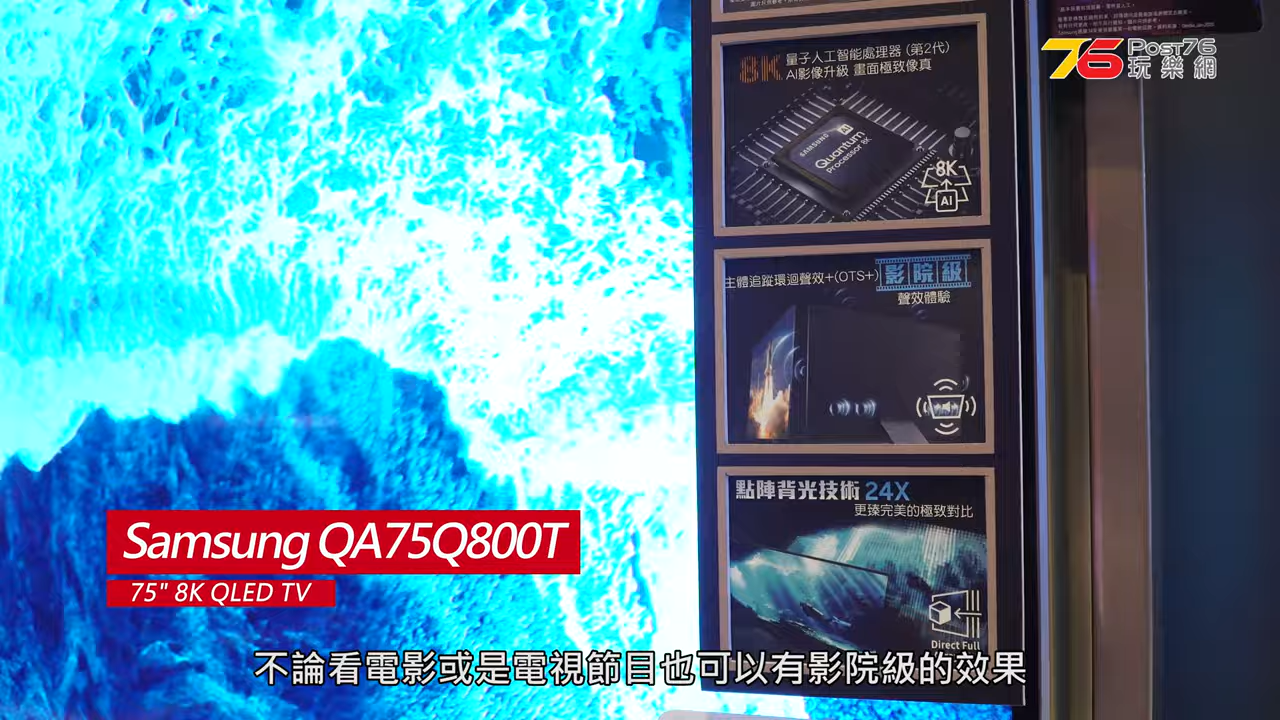 Post76
玩樂網
8K
量子人工智能處理器 (第2代)
AI影像升級 畫面極致像真
SAMSUNG
AI
Quantum
Processor 8K
8K
AI
主體追蹤環迴聲效+(OTS+)影院級
聲效體驗
點陣背光技術 24X
更臻完美的極致對比
Direct Full
Samsung QA75Q800T
75" 8K QLED TV
不論看電影或是電視節目也可以有影院級的效果